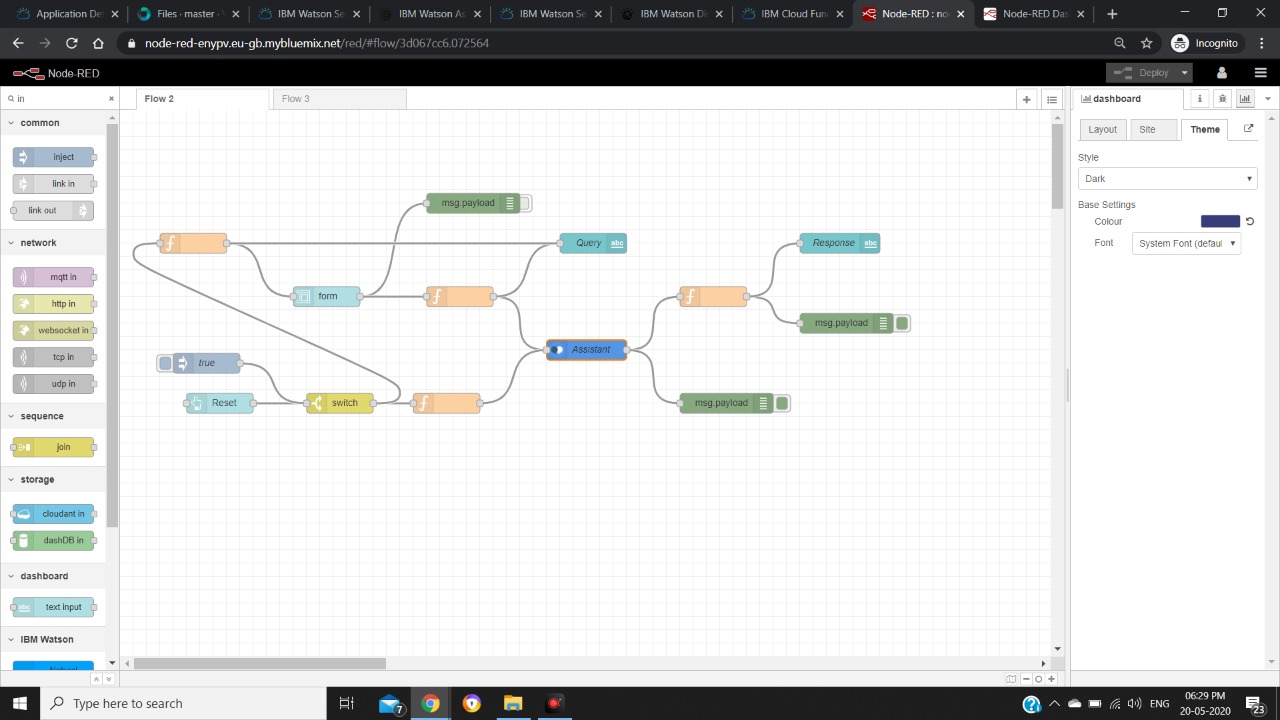 Application De
Files · master · 
IBM Watson Se
IBM Watson As
IBM Watson Se
IBM Watson Di
IBM Cloud Fun
Node-RED : no
Node-RED Das
node-red-enypv.eu-gb.mybluemix.net/red/#flow/3d067cc6.072564
Incognito
Node-RED
Deploy
in
Flow 2
Flow 3
dashboard
common
inject
link in
link out
network
mqtt in
http in
websocket in
tcp in
udp in
sequence
join
storage
cloudant in
dashDB in
dashboard
text input
IBM Watson
msg.payload
Query abc
form
true
Reset
switch
Assistant
Response abc
msg.payload
msg.payload
Layout
Site
Theme
Style
Dark
Base Settings
Colour
Font
System Font (defau
Type here to search
7
ENG
06:29 PM
20-05-2020
23